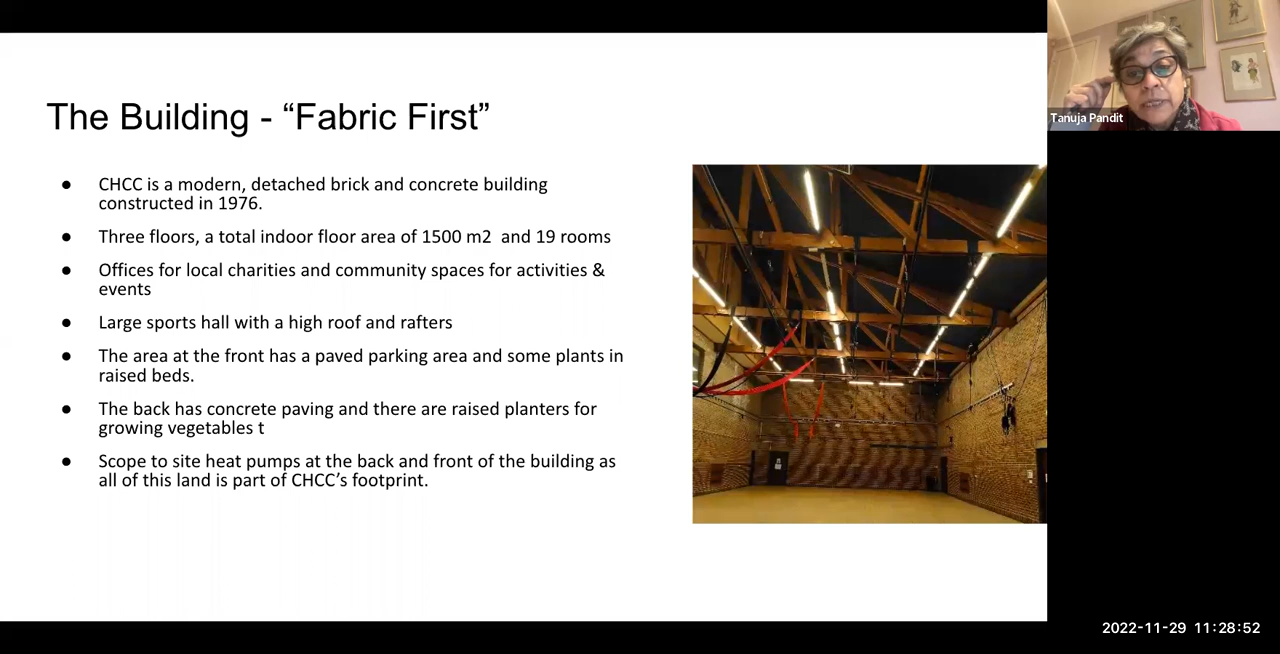 The Building - “Fabric First”
● CHCC is a modern, detached brick and concrete building
constructed in 1976.
● Three floors, a total indoor floor area of 1500 m2  and 19 rooms
● Offices for local charities and community spaces for activities &
events
● Large sports hall with a high roof and rafters
● The area at the front has a paved parking area and some plants in
raised beds.
● The back has concrete paving and there are raised planters for
growing vegetables t
● Scope to site heat pumps at the back and front of the building as
all of this land is part of CHCC’s footprint.
Tanuja Pandit
2022-11-29 11:28:52